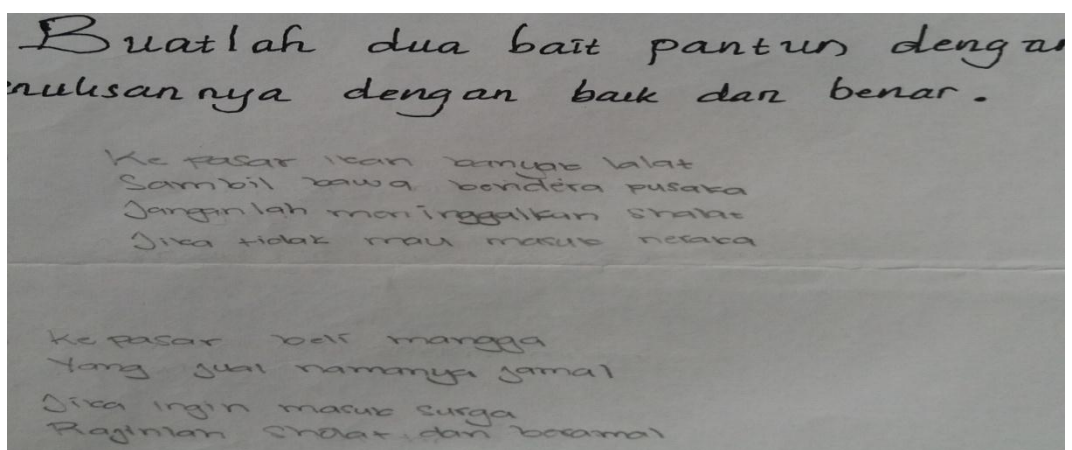 Buatlah dua bait pantun dengan
nulisannya dengan baik dan benar.
Ke pasar ikan banyak lalat
Sambil bawa bendera pusaka
Janganlah meninggalkan shalat
Jika tidak mau masuk neraka
Ke pasar beli mangga
Yang jual namanya Jamal
Jika ingin masuk surga
Rajinlah sholat dan beramal